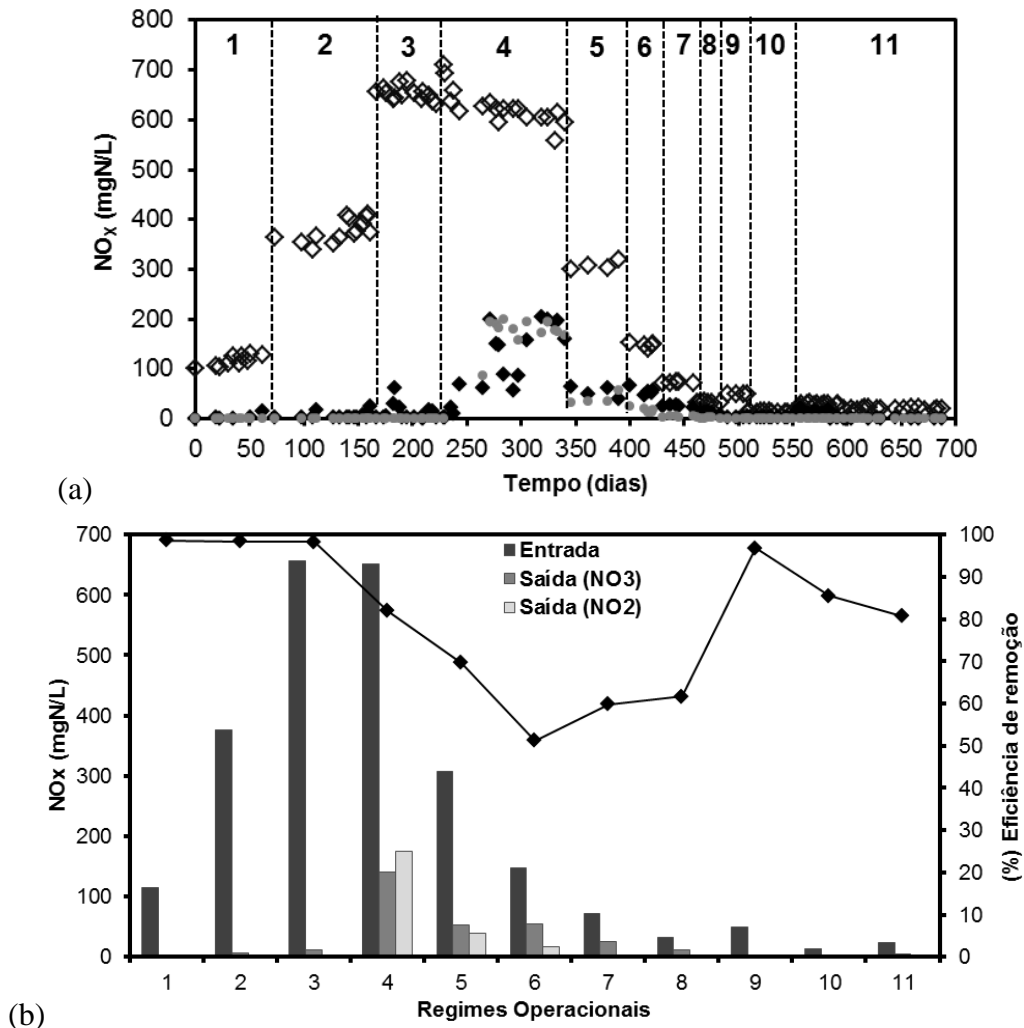 800
700
600
500
400
300
200
100
0
NOX (mgN/L)
1 2 3 4 5 6 7 8 9 10 11
0 50 100 150 200 250 300 350 400 450 500 550 600 650 700
Tempo (dias)
(a)
700
600
500
400
300
200
100
0
NOx (mgN/L)
Entrada
Saída (NO3)
Saída (NO2)
100
90
80
70
60
50
40
30
20
10
0
(%) Eficiência de remoção
1 2 3 4 5 6 7 8 9 10 11
Regimes Operacionais
(b)